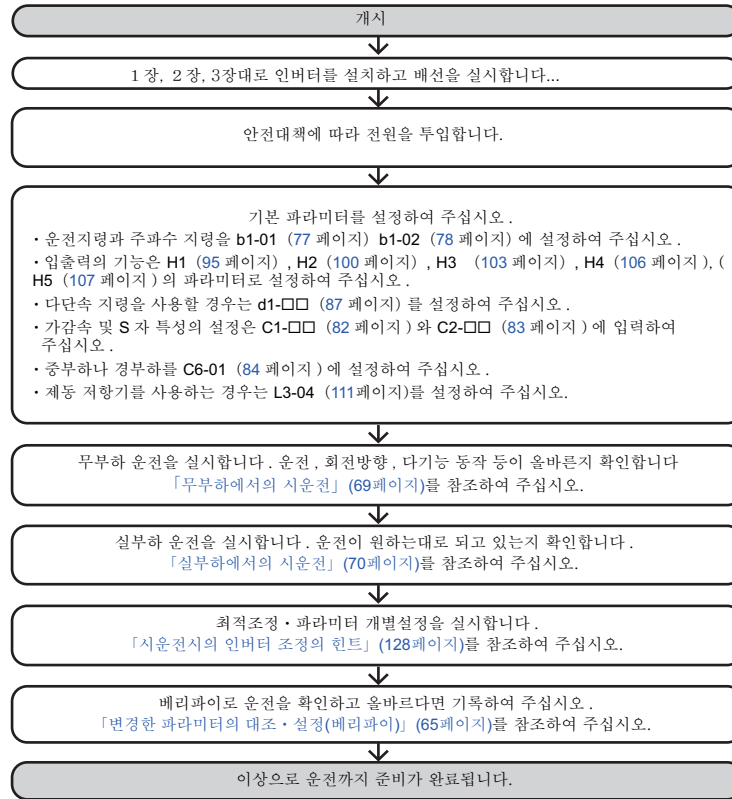 개시
1 장, 2 장, 3장대로 인버터를 설치하고 배선을 실시합니다...
안전대책에 따라 전원을 투입합니다.
기본 파라미터를 설정하여 주십시오 .
・운전지령과 주파수 지령을 b1-01 (77 페이지) b1-02 (78 페이지) 에 설정하여 주십시오 .
・입출력의 기능은 H1 (95 페이지) , H2 (100 페이지) , H3 (103 페이지) , H4 (106 페이지 ), (
H5 (107 페이지 ) 의 파라미터로 설정하여 주십시오 .
・다단속 지령을 사용할 경우는 d1-□□ (87 페이지) 를 설정하여 주십시오 .
・가감속 및 S 자 특성의 설정은 C1-□□ (82 페이지 ) 와 C2-□□ (83 페이지 ) 에 입력하여
주십시오 .
・중부하나 경부하를 C6-01 (84 페이지 ) 에 설정하여 주십시오 .
・제동 저항기를 사용하는 경우는 L3-04 (111페이지)를 설정하여 주십시오.
무부하 운전을 실시합니다 . 운전 , 회전방향 , 다기능 동작 등이 올바른지 확인합니다
「무부하에서의 시운전」(69페이지)를 참조하여 주십시오.
실부하 운전을 실시합니다 . 운전이 원하는대로 되고 있는지 확인합니다 .
「실부하에서의 시운전」(70페이지)를 참조하여 주십시오.
최적조정・파라미터 개별설정을 실시합니다 .
「시운전시의 인버터 조정의 힌트」(128페이지)를 참조하여 주십시오.
베리파이로 운전을 확인하고 올바르다면 기록하여 주십시오 .
「변경한 파라미터의 대조・설정(베리파이)」(65페이지)를 참조하여 주십시오.
이상으로 운전까지 준비가 완료됩니다.